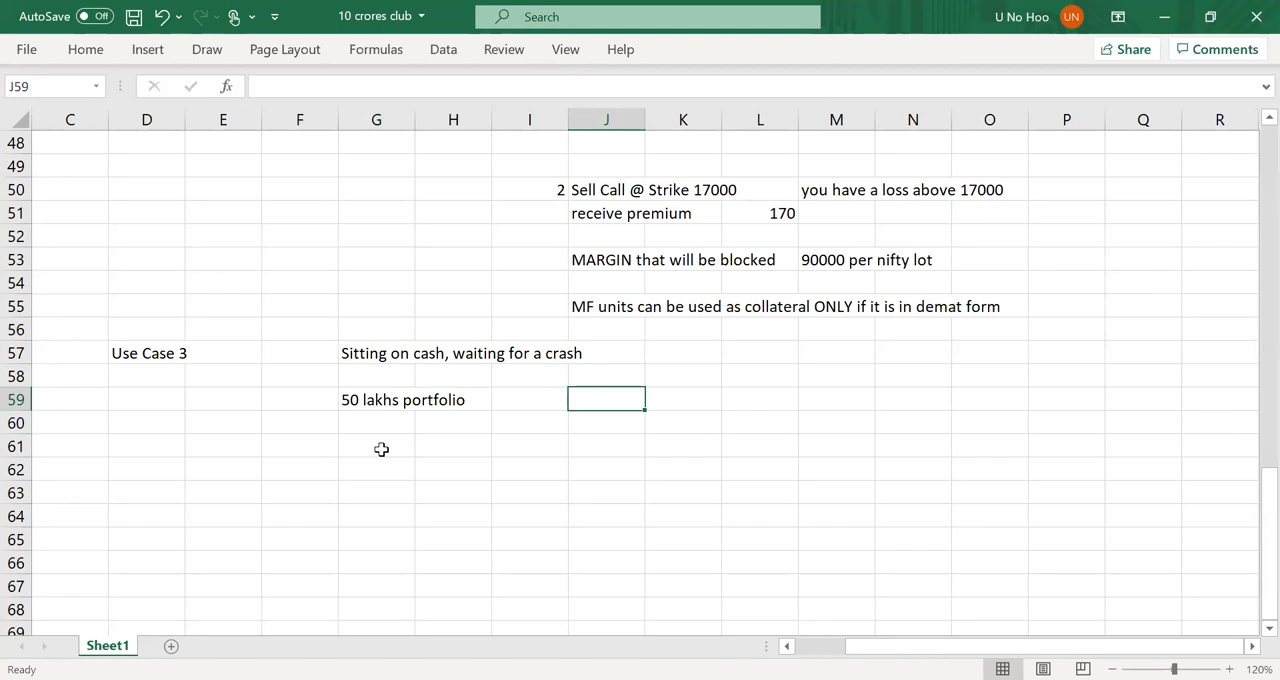 AutoSave Off 10 crores club Search U No Hoo UN
File Home Insert Draw Page Layout Formulas Data Review View Help Share Comments
J59 fx
C D E F G H I J K L M N O P Q R
48
49
50 2 Sell Call @ Strike 17000 you have a loss above 17000
51 receive premium 170
52
53 MARGIN that will be blocked 90000 per nifty lot
54
55 MF units can be used as collateral ONLY if it is in demat form
56
57 Use Case 3 Sitting on cash, waiting for a crash
58
59 50 lakhs portfolio
60
61
62
63
64
65
66
67
68
69
Sheet1
Ready 120%